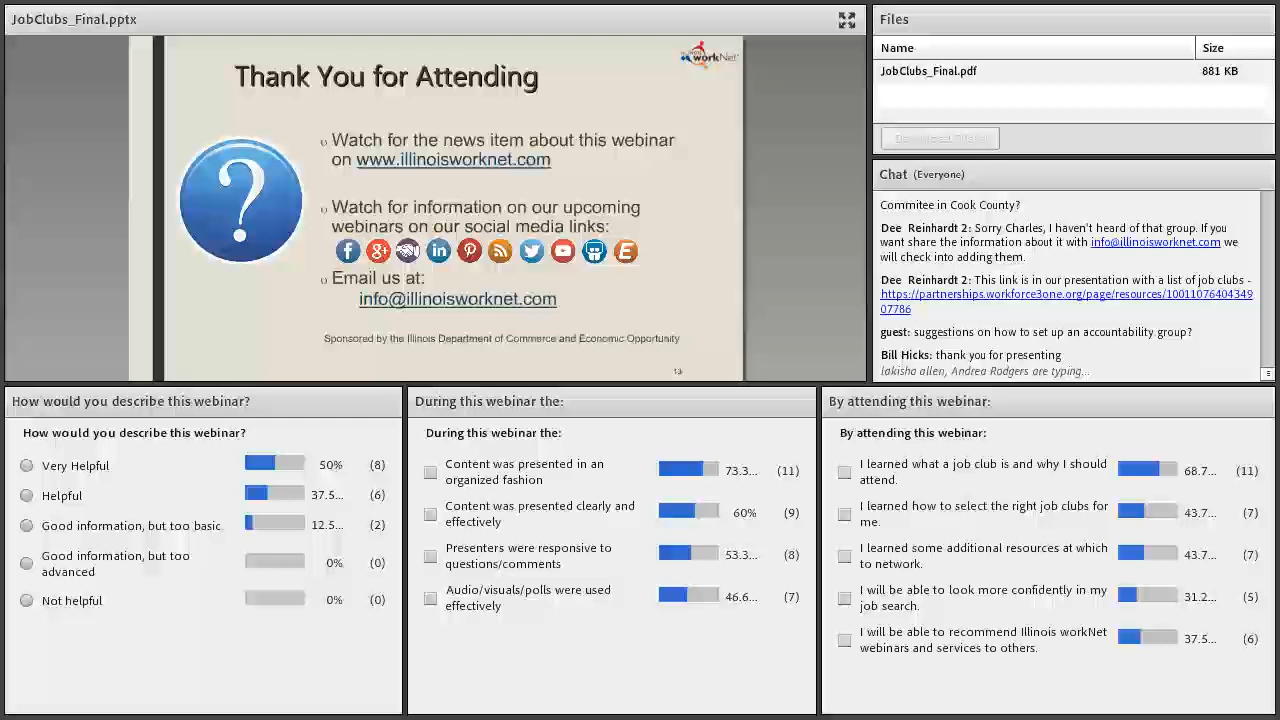 JobClubs_Final.pptx
workNet
Thank You for Attending
Watch for the news item about this webinar
on www.illinoisworknet.com
Watch for information on our upcoming
webinars on our social media links:
Email us at:
info@illinoisworknet.com
Sponsored by the Illinois Department of Commerce and Economic Opportunity
Files
Name Size
JobClubs_Final.pdf 881 KB
Chat (Everyone)
Commitee in Cook County?
Dee Reinhardt 2: Sorry Charles, I haven't heard of that group. If you
want share the information about it with info@illinoisworknet.com we
will check into adding them.
Dee Reinhardt 2: This link is in our presentation with a list of job clubs -
https://partnerships.workforce3one.org/page/resources/10011076404349
07786
guest: suggestions on how to set up an accountability group?
Bill Hicks: thank you for presenting
lakisha allen, Andrea Rodgers are typing...
How would you describe this webinar?
How would you describe this webinar?
Very Helpful 50% (8)
Helpful 37.5... (6)
Good information, but too basic 12.5... (2)
Good information, but too
advanced 0% (0)
Not helpful 0% (0)
During this webinar the:
During this webinar the:
Content was presented in an
organized fashion 73.3... (11)
Content was presented clearly and
effectively 60% (9)
Presenters were responsive to
questions/comments 53.3... (8)
Audio/visuals/polls were used
effectively 46.6... (7)
By attending this webinar:
By attending this webinar:
I learned what a job club is and why I should
attend. 68.7... (11)
I learned how to select the right job clubs for
me. 43.7... (7)
I learned some additional resources at which
to network. 43.7... (7)
I will be able to look more confidently in my
job search. 31.2... (5)
I will be able to recommend Illinois workNet
webinars and services to others. 37.5... (6)